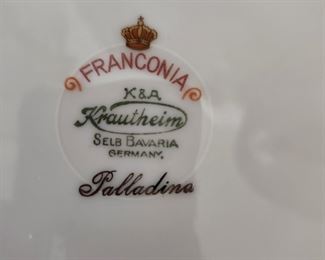 FRANCONIA
K&A
Krautheim
SELB BAVARIA
GERMANY.
Palladina